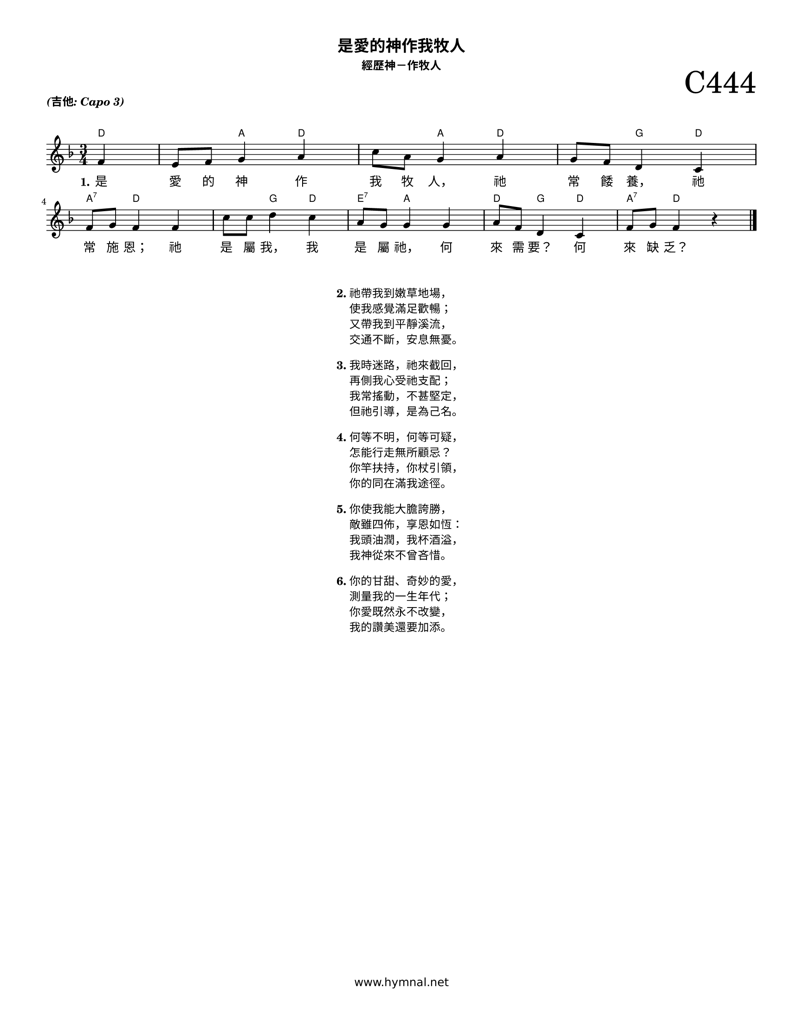 是愛的神作我牧人
經歷神－作牧人
C444
(吉他: Capo 3)
D A D A D G D
3 4
1. 是 愛 的 神 作 我 牧 人， 祂 常 餧 養， 祂
4 A7 D G D E7 A D G D A7 D
常 施 恩； 祂 是 屬 我， 我 是 屬 祂， 何 來 需 要？ 何 來 缺 乏？
2. 祂帶我到嫩草地場，
使我感覺滿足歡暢；
又帶我到平靜溪流，
交通不斷，安息無憂。
3. 我時迷路，祂來截回，
再側我心受祂支配；
我常搖動，不甚堅定，
但祂引導，是為己名。
4. 何等不明，何等可疑，
怎能行走無所顧忌？
你竿扶持，你杖引領，
你的同在滿我途徑。
5. 你使我能大膽誇勝，
敵雖四佈，享恩如恆：
我頭油潤，我杯酒溢，
我神從來不曾吝惜。
6. 你的甘甜、奇妙的愛，
測量我的一生年代；
你愛既然永不改變，
我的讚美還要加添。
www.hymnal.net